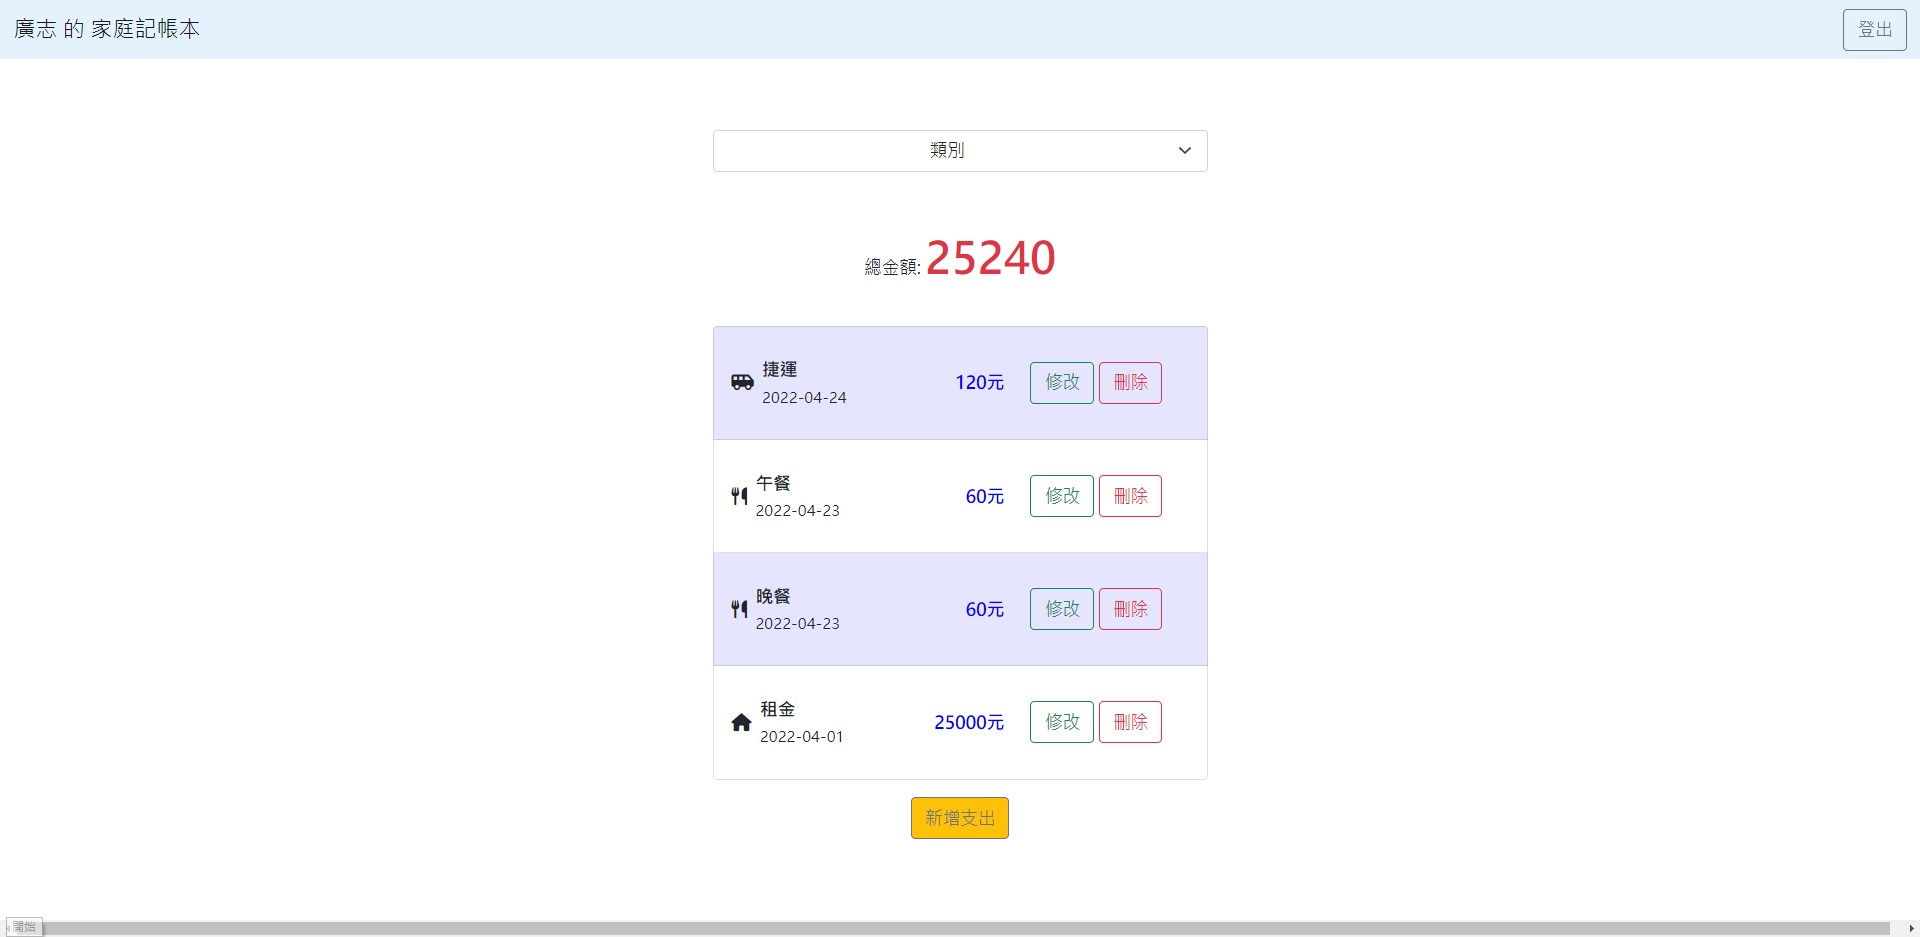 廣志 的 家庭記帳本
登出
類別
總金額: 25240
捷運
2022-04-24
120元
修改
刪除
午餐
2022-04-23
60元
修改
刪除
晚餐
2022-04-23
60元
修改
刪除
租金
2022-04-01
25000元
修改
刪除
新增支出
開始